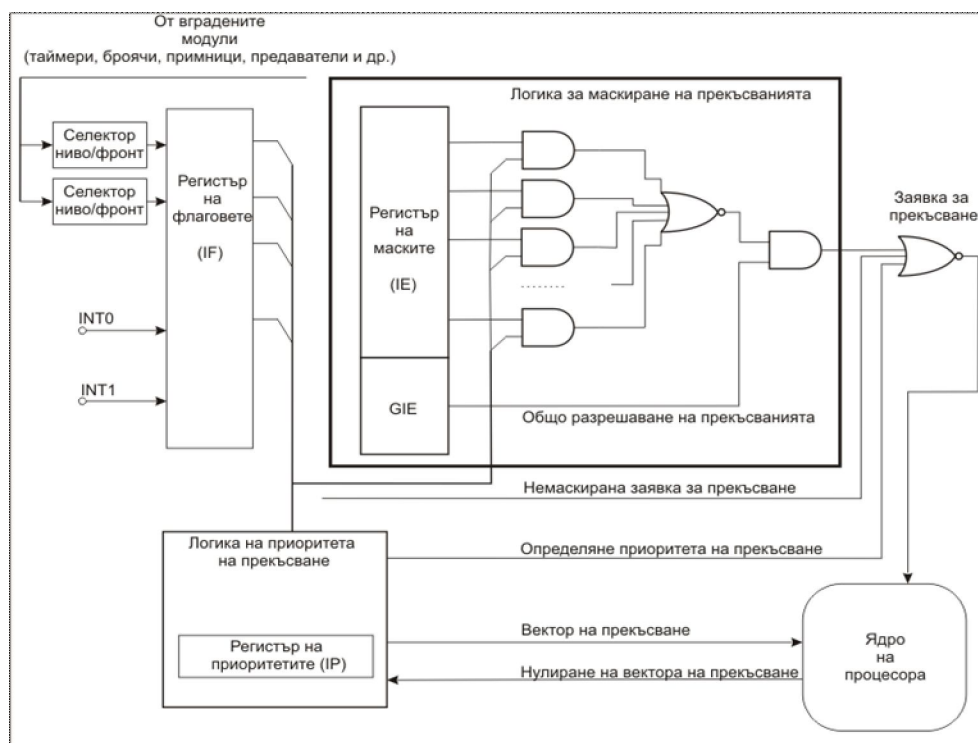 От вградените
модули
(таймери, броячи, примници, предаватели и др.)
Логика за маскиране на прекъсванията
Селектор
ниво/фронт
Селектор
ниво/фронт
Регистър
на
флаговете
(IF)
Регистър
на
маските
(IE)
........
Заявка за
прекъсване
INT0
INT1
GIE
Общо разрешаване на прекъсванията
Немаскирана заявка за прекъсване
Логика на приоритета
на прекъсване
Определяне приоритета на прекъсване
Регистър на
приоритетите (IP)
Вектор на прекъсване
Нулиране на вектора на прекъсване
Ядро
на
процесора